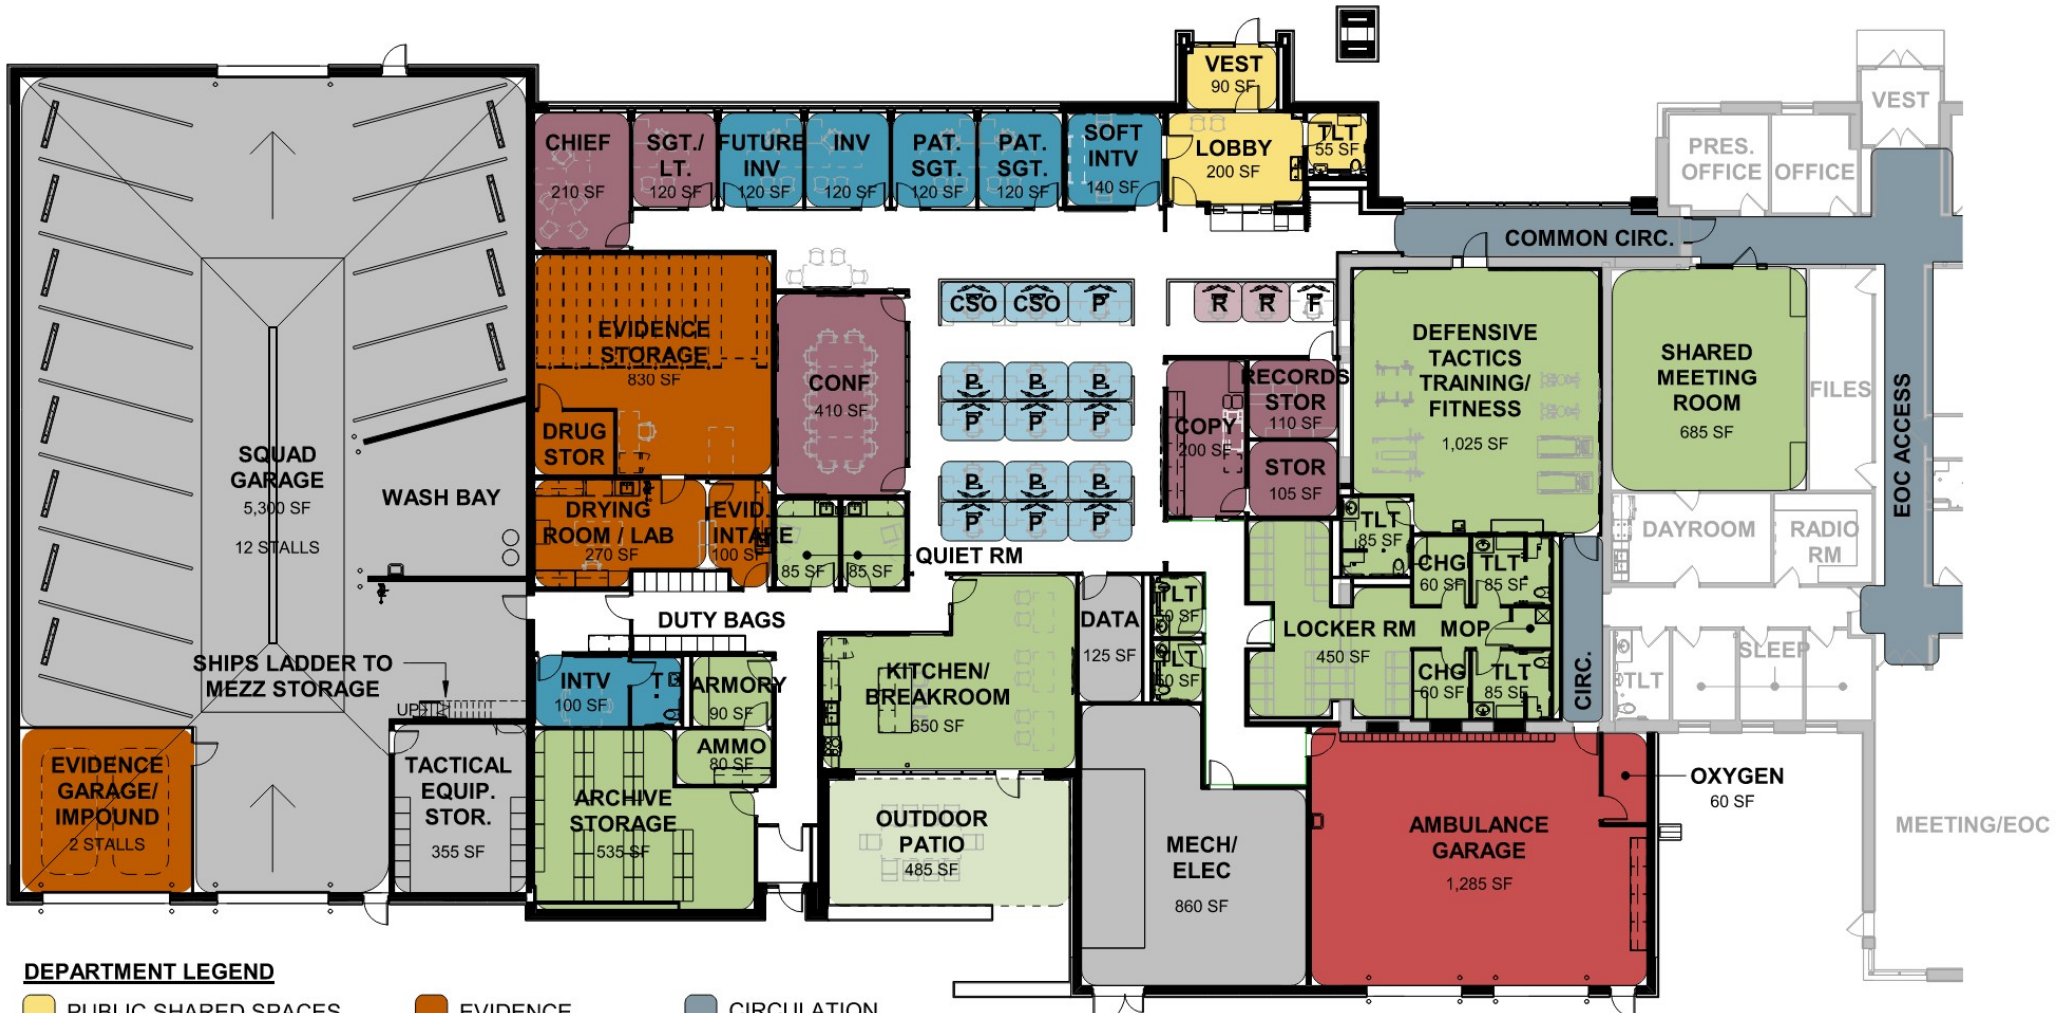 VEST
90 SF
CHIEF
210 SF
SGT./
LT.
120 SF
FUTURE
INV
120 SF
INV
120 SF
PAT.
SGT.
120 SF
PAT.
SGT.
120 SF
SOFT
INTV
140 SF
LOBBY
200 SF
TLT
55 SF
VEST
PRES.
OFFICE
OFFICE
COMMON CIRC.
EVIDENCE
STORAGE
830 SF
DRUG
STOR
CONF
410 SF
CSO
CSO
P
R
R
F
P
P
P
P
P
P
P
P
P
P
P
P
COPY
200 SF
RECORDS
STOR
110 SF
STOR
105 SF
DEFENSIVE
TACTICS
TRAINING/
FITNESS
1,025 SF
SHARED
MEETING
ROOM
685 SF
FILES
EOC ACCESS
SQUAD
GARAGE
5,300 SF
12 STALLS
WASH BAY
DRYING
ROOM / LAB
270 SF
EVID.
INTAKE
100 SF
85 SF
85 SF
QUIET RM
TLT
85 SF
CHG
60 SF
TLT
85 SF
DAYROOM
RADIO
RM
DUTY BAGS
DATA
125 SF
TLT
50 SF
TLT
50 SF
LOCKER RM
450 SF
MOP
CHG
60 SF
TLT
85 SF
CIRC.
TLT
SLEEP
SHIPS LADDER TO
MEZZ STORAGE
UP
INTV
100 SF
T
ARMORY
90 SF
AMMO
80 SF
KITCHEN/
BREAKROOM
650 SF
EVIDENCE
GARAGE/
IMPOUND
2 STALLS
TACTICAL
EQUIP.
STOR.
355 SF
ARCHIVE
STORAGE
535 SF
OUTDOOR
PATIO
485 SF
MECH/
ELEC
860 SF
AMBULANCE
GARAGE
1,285 SF
OXYGEN
60 SF
MEETING/EOC
DEPARTMENT LEGEND
PUBLIC SHARED SPACES
EVIDENCE
CIRCULATION